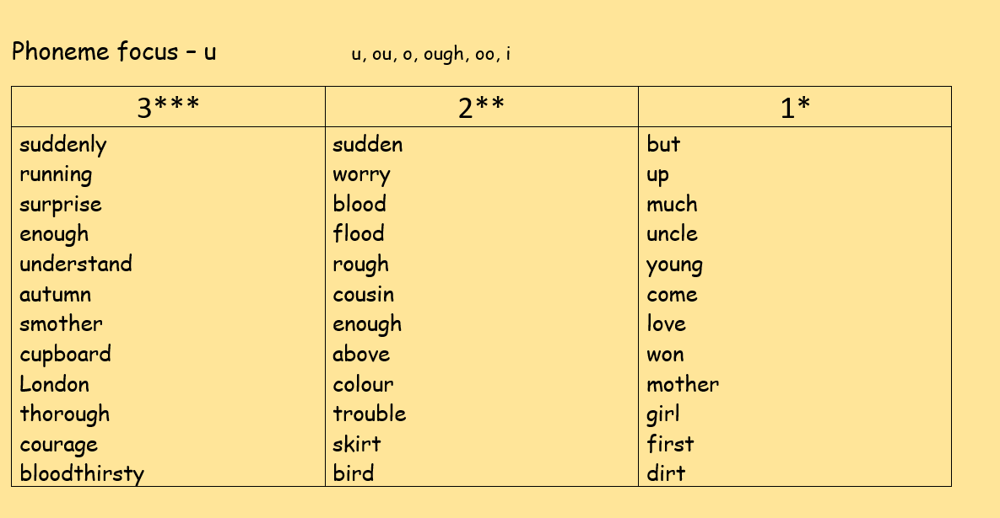 Phoneme focus – u u, ou, o, ough, oo, i
3*** 2** 1*
suddenly sudden but
running worry up
surprise blood much
enough flood uncle
understand rough young
autumn cousin come
smother enough love
cupboard above won
London colour mother
thorough trouble girl
courage skirt first
bloodthirsty bird dirt